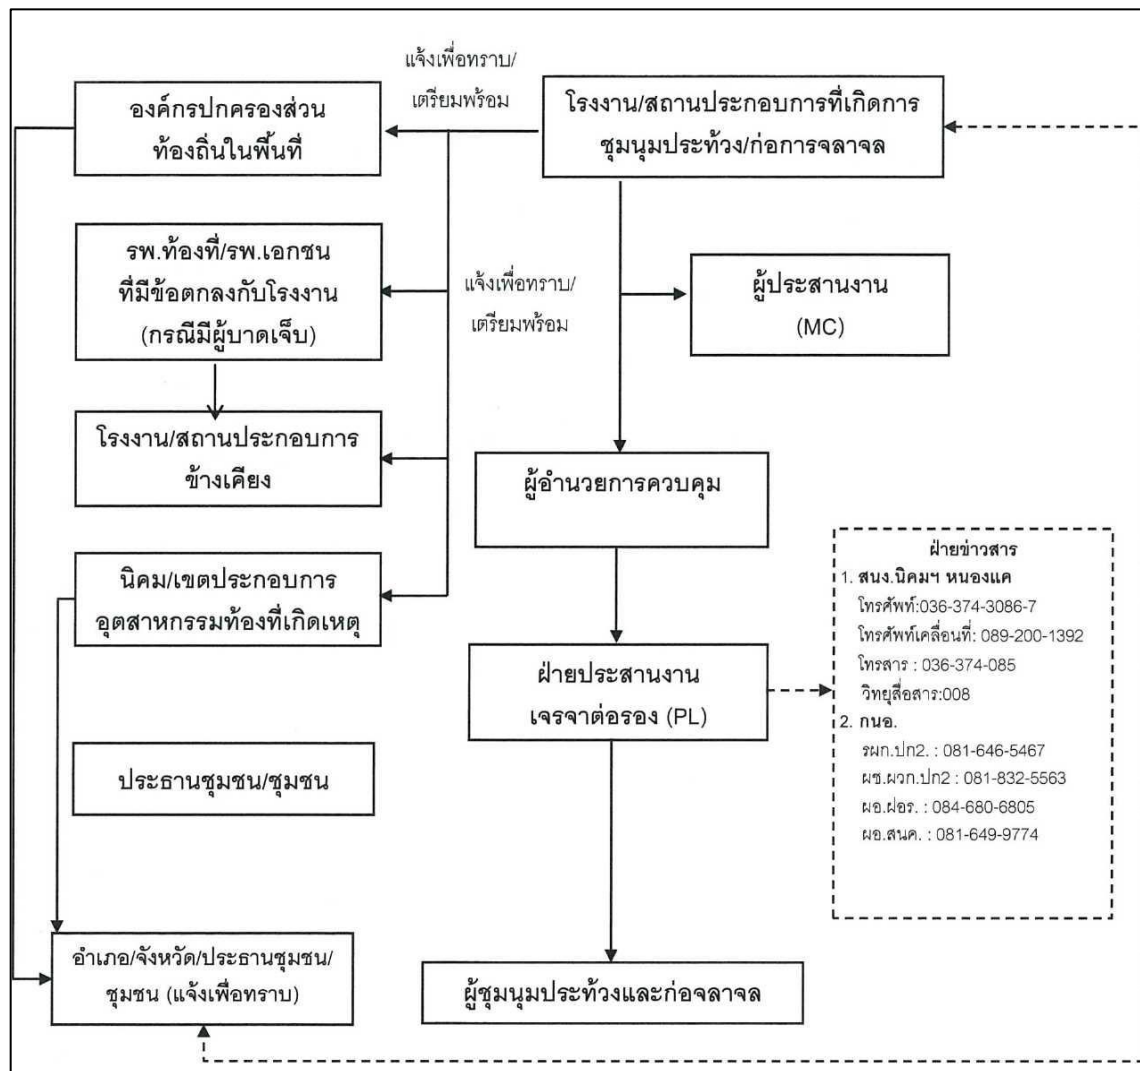 แจ้งเพื่อทราบ/
เตรียมพร้อม
องค์กรปกครองส่วน
ท้องถิ่นในพื้นที่
โรงงาน/สถานประกอบการที่เกิดการ
ชุมนุมประท้วง/ก่อการจลาจล
รพ.ท้องที่/รพ.เอกชน
ที่มีข้อตกลงกับโรงงาน
(กรณีมีผู้บาดเจ็บ)
แจ้งเพื่อทราบ/
เตรียมพร้อม
ผู้ประสานงาน
(MC)
โรงงาน/สถานประกอบการ
ข้างเคียง
ผู้อำนวยการควบคุม
นิคม/เขตประกอบการ
อุตสาหกรรมท้องที่เกิดเหตุ
ฝ่ายประสานงาน
เจรจาต่อรอง (PL)
ฝ่ายข่าวสาร
1. สนง.นิคมฯ หนองแค
โทรศัพท์:036-374-3086-7
โทรศัพท์เคลื่อนที่: 089-200-1392
โทรสาร : 036-374-085
วิทยุสื่อสาร:008
2. กนอ.
รผก.ปก2. : 081-646-5467
ผช.ผวก.ปก2 : 081-832-5563
ผอ.ฝอร. : 084-680-6805
ผอ.สนค. : 081-649-9774
ประธานชุมชน/ชุมชน
อำเภอ/จังหวัด/ประธานชุมชน/
ชุมชน (แจ้งเพื่อทราบ)
ผู้ชุมนุมประท้วงและก่อจลาจล